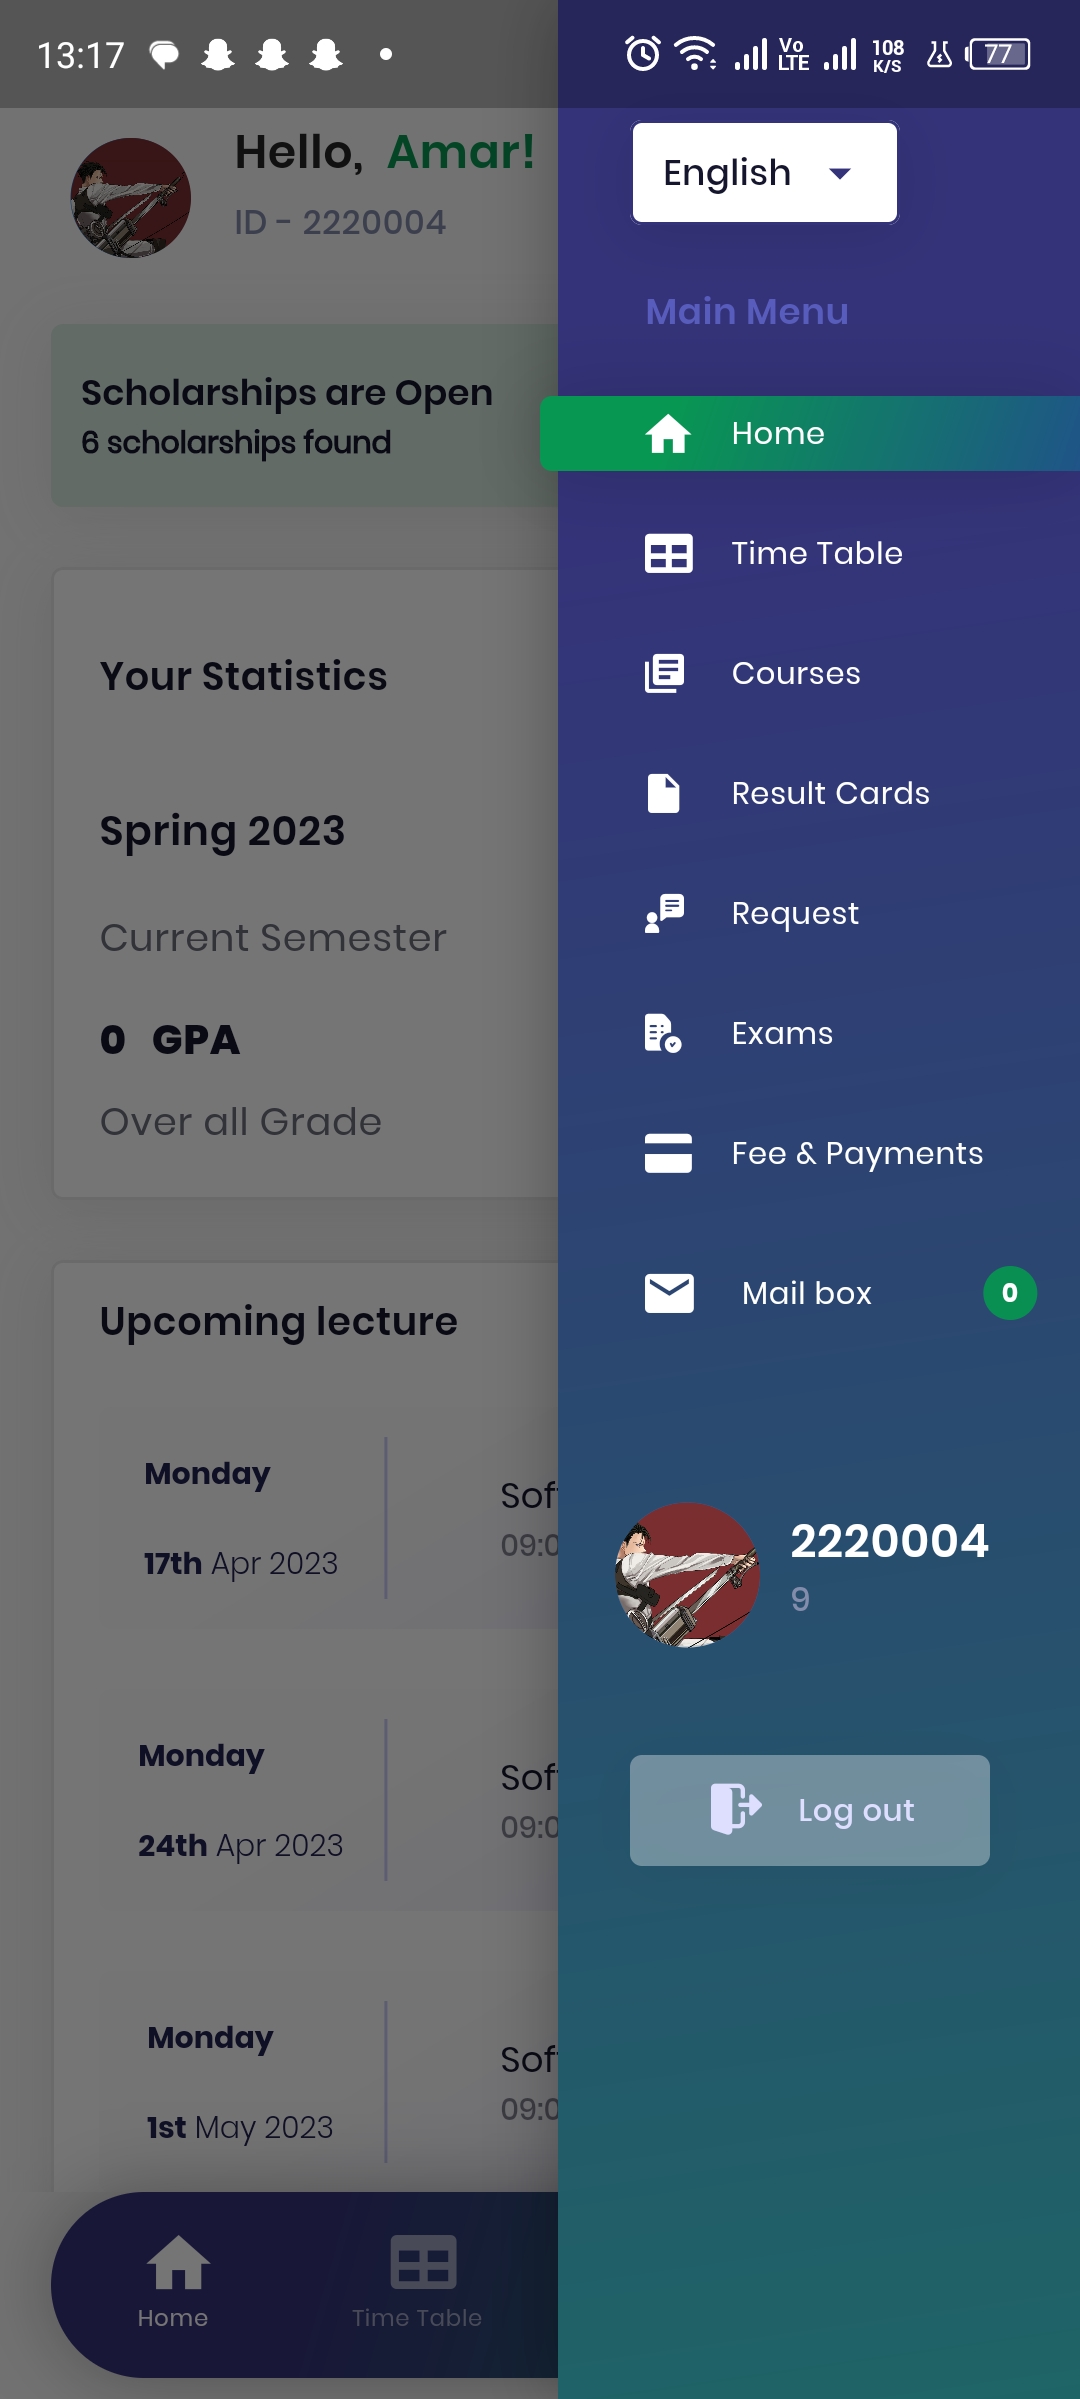 13:17
Vo
LTE
108
K/S
77
Hello, Amar!
ID - 2220004
Scholarships are Open
6 scholarships found
Your Statistics
Spring 2023
Current Semester
0 GPA
Over all Grade
Upcoming lecture
Monday
17th Apr 2023
Sof
09:0
Monday
24th Apr 2023
Sof
09:0
Monday
1st May 2023
Sof
09:0
Home
Time Table
English
Main Menu
Home
Time Table
Courses
Result Cards
Request
Exams
Fee & Payments
Mail box
0
2220004
9
Log out